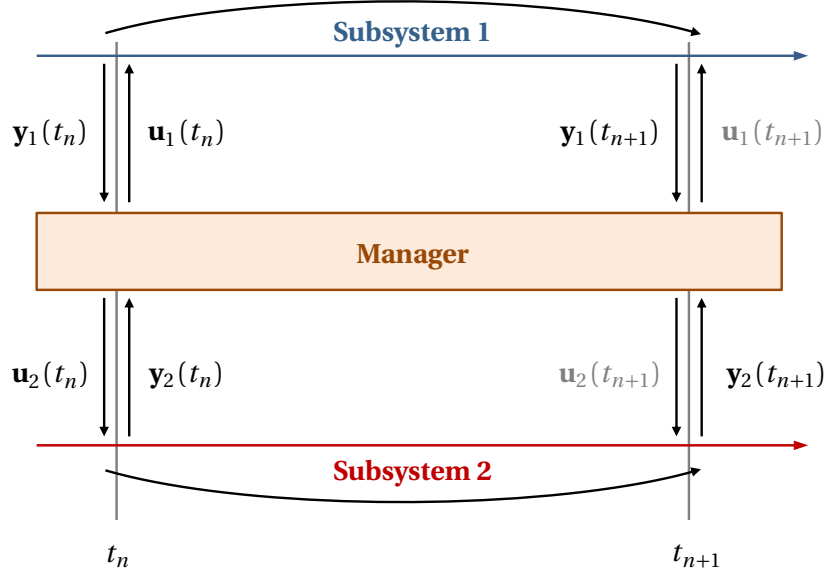 Subsystem 1
𝐲₁(tₙ) 𝐮₁(tₙ) 𝐲₁(tₙ₊₁) 𝐮₁(tₙ₊₁)
Manager
𝐮₂(tₙ) 𝐲₂(tₙ) 𝐮₂(tₙ₊₁) 𝐲₂(tₙ₊₁)
Subsystem 2
tₙ tₙ₊₁